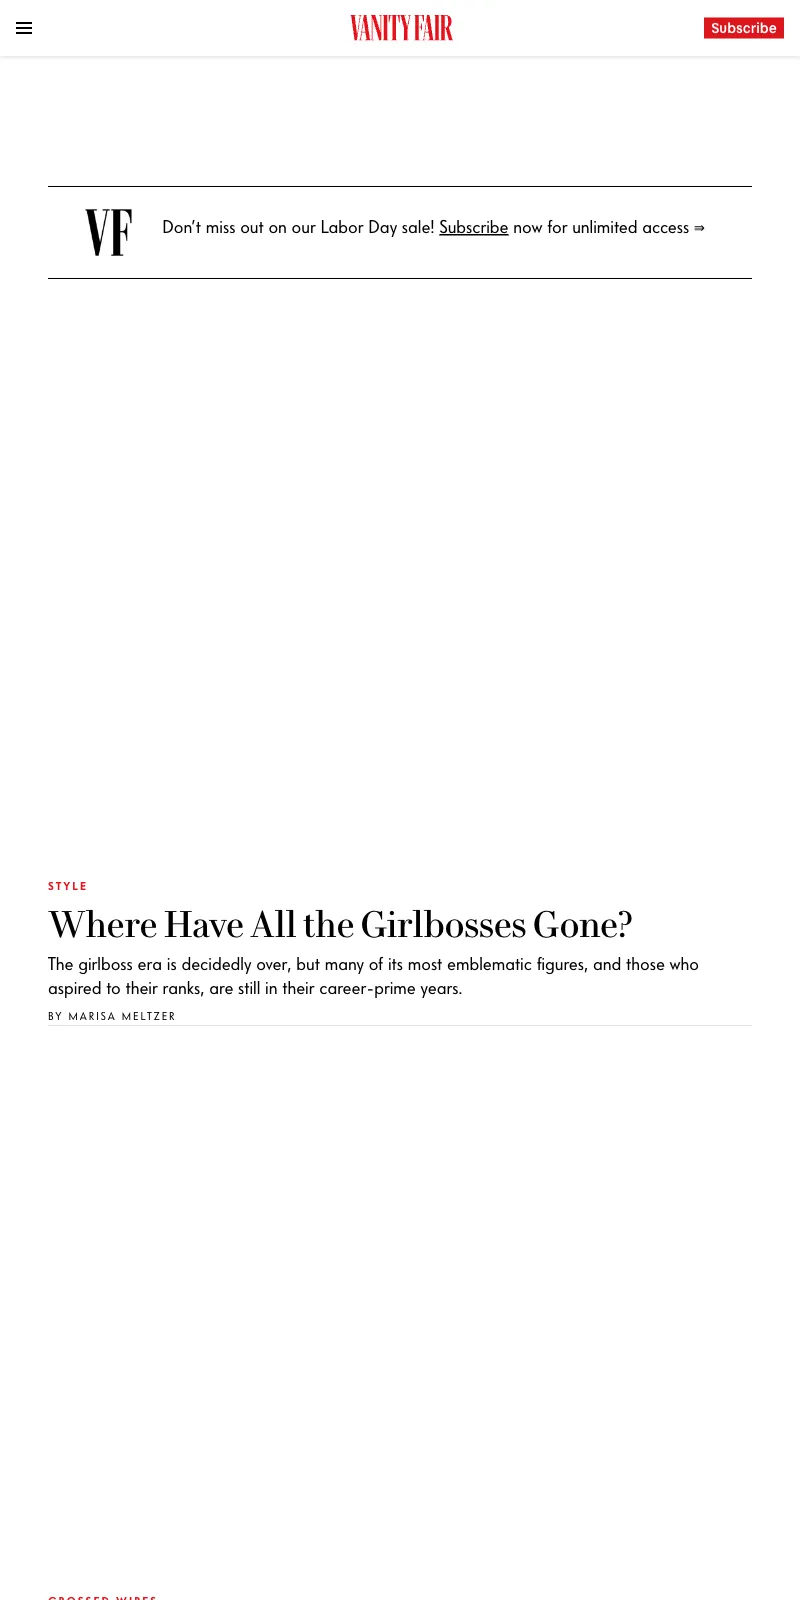 VANITY FAIR
Subscribe
VF
Don't miss out on our Labor Day sale! Subscribe now for unlimited access ⇛
STYLE
Where Have All the Girlbosses Gone?
The girlboss era is decidedly over, but many of its most emblematic figures, and those who
aspired to their ranks, are still in their career-prime years.
BY MARISA MELTZER
CROSSED WIRES